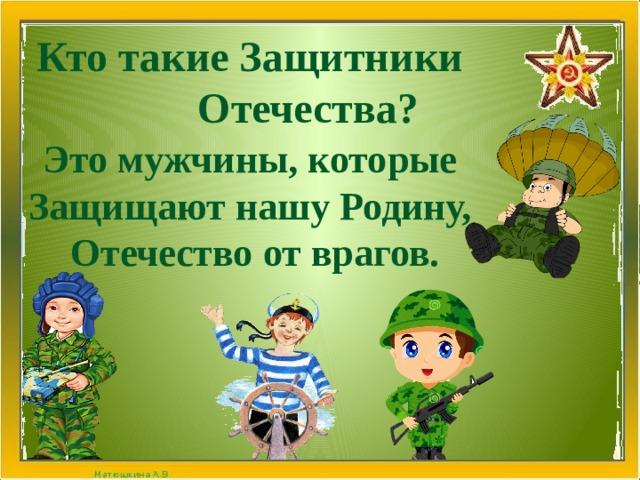 Кто такие Защитники
Отечества?
Это мужчины, которые
Защищают нашу Родину,
Отечество от врагов.
Матюшкина А.В